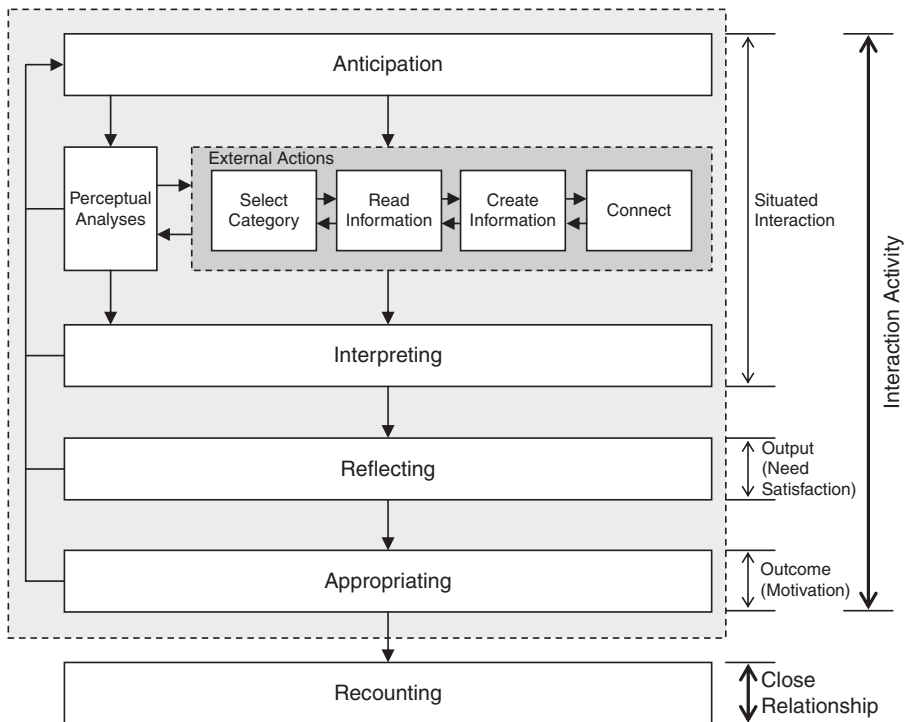 Anticipation
External Actions
Perceptual
Analyses
Select
Category
Read
Information
Create
Information
Connect
Situated
Interaction
Interaction Activity
Interpreting
Reflecting
Output
(Need
Satisfaction)
Appropriating
Outcome
(Motivation)
Recounting
Close
Relationship